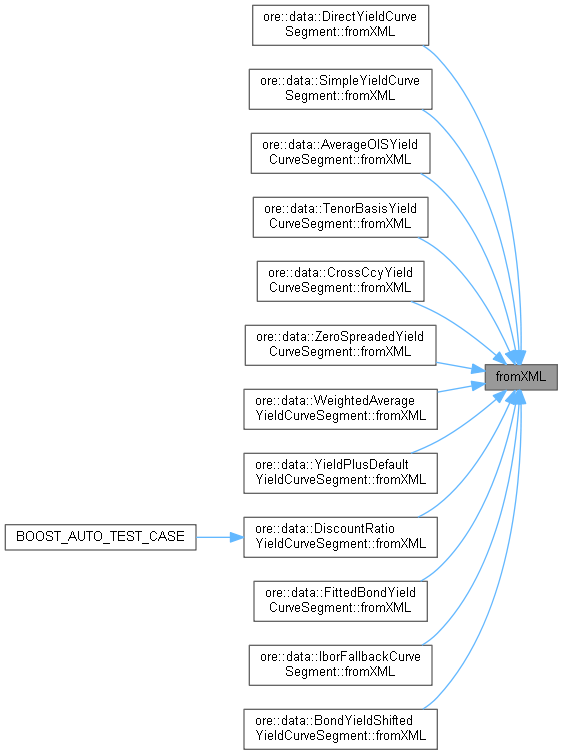 ore::data::DirectYieldCurve
Segment::fromXML
ore::data::SimpleYieldCurve
Segment::fromXML
ore::data::AverageOISYield
CurveSegment::fromXML
ore::data::TenorBasisYield
CurveSegment::fromXML
ore::data::CrossCcyYield
CurveSegment::fromXML
ore::data::ZeroSpreadedYield
CurveSegment::fromXML
fromXML
ore::data::WeightedAverage
YieldCurveSegment::fromXML
ore::data::YieldPlusDefault
YieldCurveSegment::fromXML
BOOST_AUTO_TEST_CASE
ore::data::DiscountRatio
YieldCurveSegment::fromXML
ore::data::FittedBondYield
CurveSegment::fromXML
ore::data::IborFallbackCurve
Segment::fromXML
ore::data::BondYieldShifted
YieldCurveSegment::fromXML